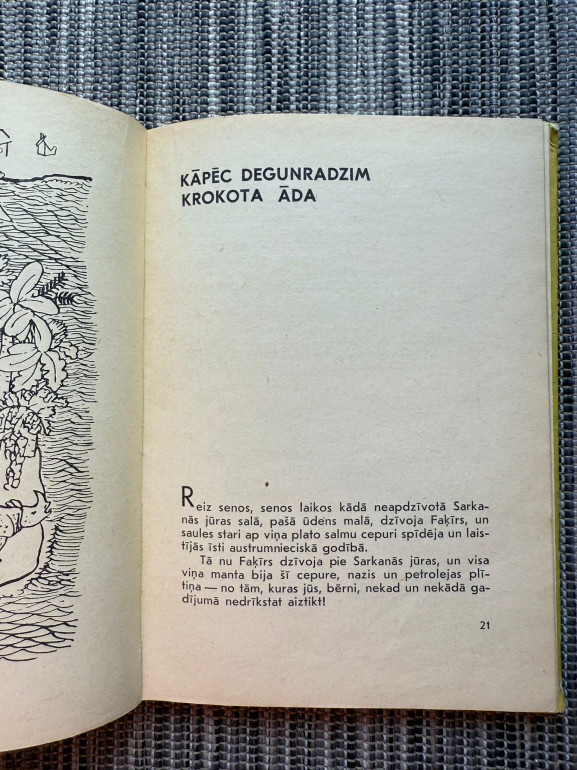 KĀPĒC DEGUNRADZIM
KROKOTA ĀDA
Reiz senos, senos laikos kādā neapdzīvotā Sarka-
nās jūras salā, pašā ūdens malā, dzīvoja Faķīrs, un
saules stari ap viņa plato salmu cepuri spīdēja un lais-
tījās īsti austrumnieciskā godībā.
Tā nu Faķīrs dzīvoja pie Sarkanās jūras, un visa
viņa manta bija šī cepure, nazis un petrolejas plī-
tiņa — no tām, kuras jūs, bērni, nekad un nekādā ga-
dījumā nedrīkstat aiztikt!
21